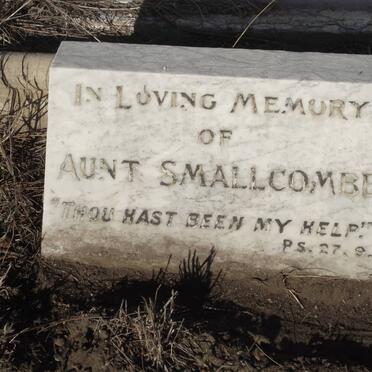 IN LOVING MEMORY
OF
AUNT SMALLCOMBE
"THOU HAST BEEN MY HELP."
PS. 27. 9.